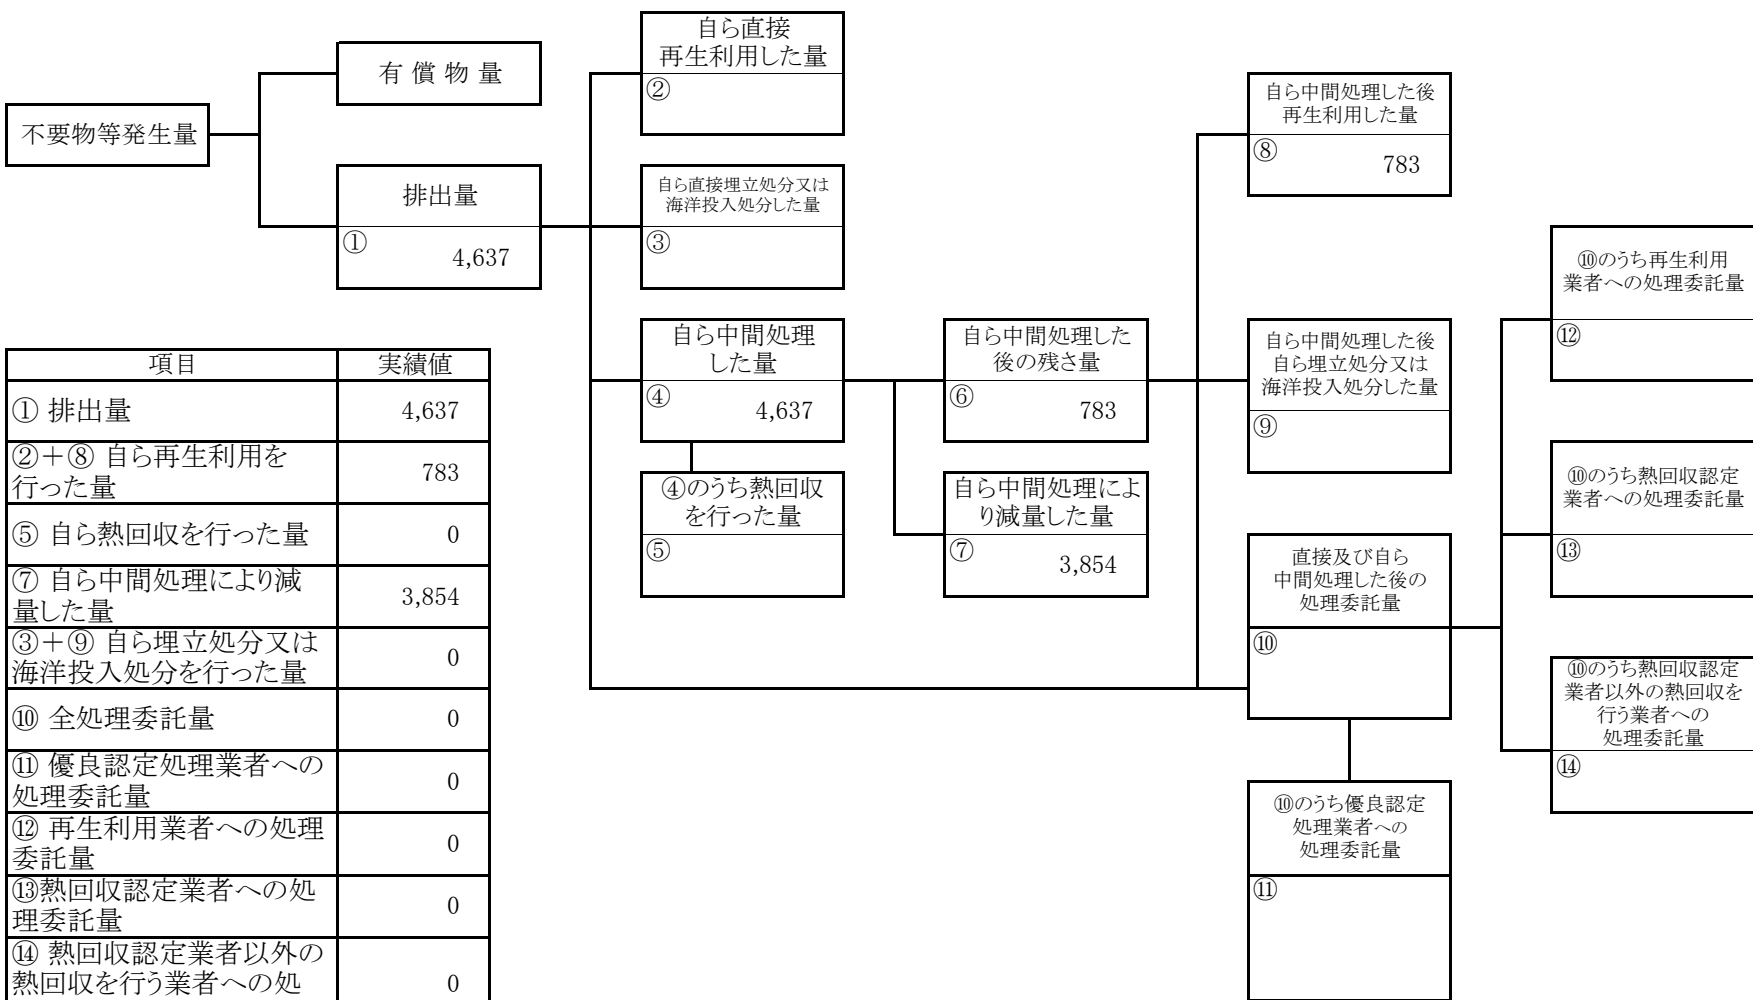 自ら直接
再生利用した量
②
有償物量
不要物等発生量
排出量
①
4,637
自ら直接埋立処分又は
海洋投入処分した量
③
自ら中間処理した後
再生利用した量
⑧
783
⑩のうち再生利用
業者への処理委託量
⑫
自ら中間処理
した量
④
4,637
自ら中間処理した
後の残さ量
⑥
783
自ら中間処理した後
自ら埋立処分又は
海洋投入処分した量
⑨
④のうち熱回収
を行った量
⑤
自ら中間処理によ
り減量した量
⑦
3,854
⑩のうち熱回収認定
業者への処理委託量
⑬
直接及び自ら
中間処理した後の
処理委託量
⑩
⑩のうち熱回収認定
業者以外の熱回収を
行う業者への
処理委託量
⑭
⑩のうち優良認定
処理業者への
処理委託量
⑪
項目 実績値
① 排出量 4,637
②＋⑧ 自ら再生利用を
行った量 783
⑤ 自ら熱回収を行った量 0
⑦ 自ら中間処理により減
量した量 3,854
③＋⑨ 自ら埋立処分又は
海洋投入処分を行った量 0
⑩ 全処理委託量 0
⑪ 優良認定処理業者への
処理委託量 0
⑫ 再生利用業者への処理
委託量 0
⑬熱回収認定業者への処
理委託量 0
⑭ 熱回収認定業者以外の
熱回収を行う業者への処 0